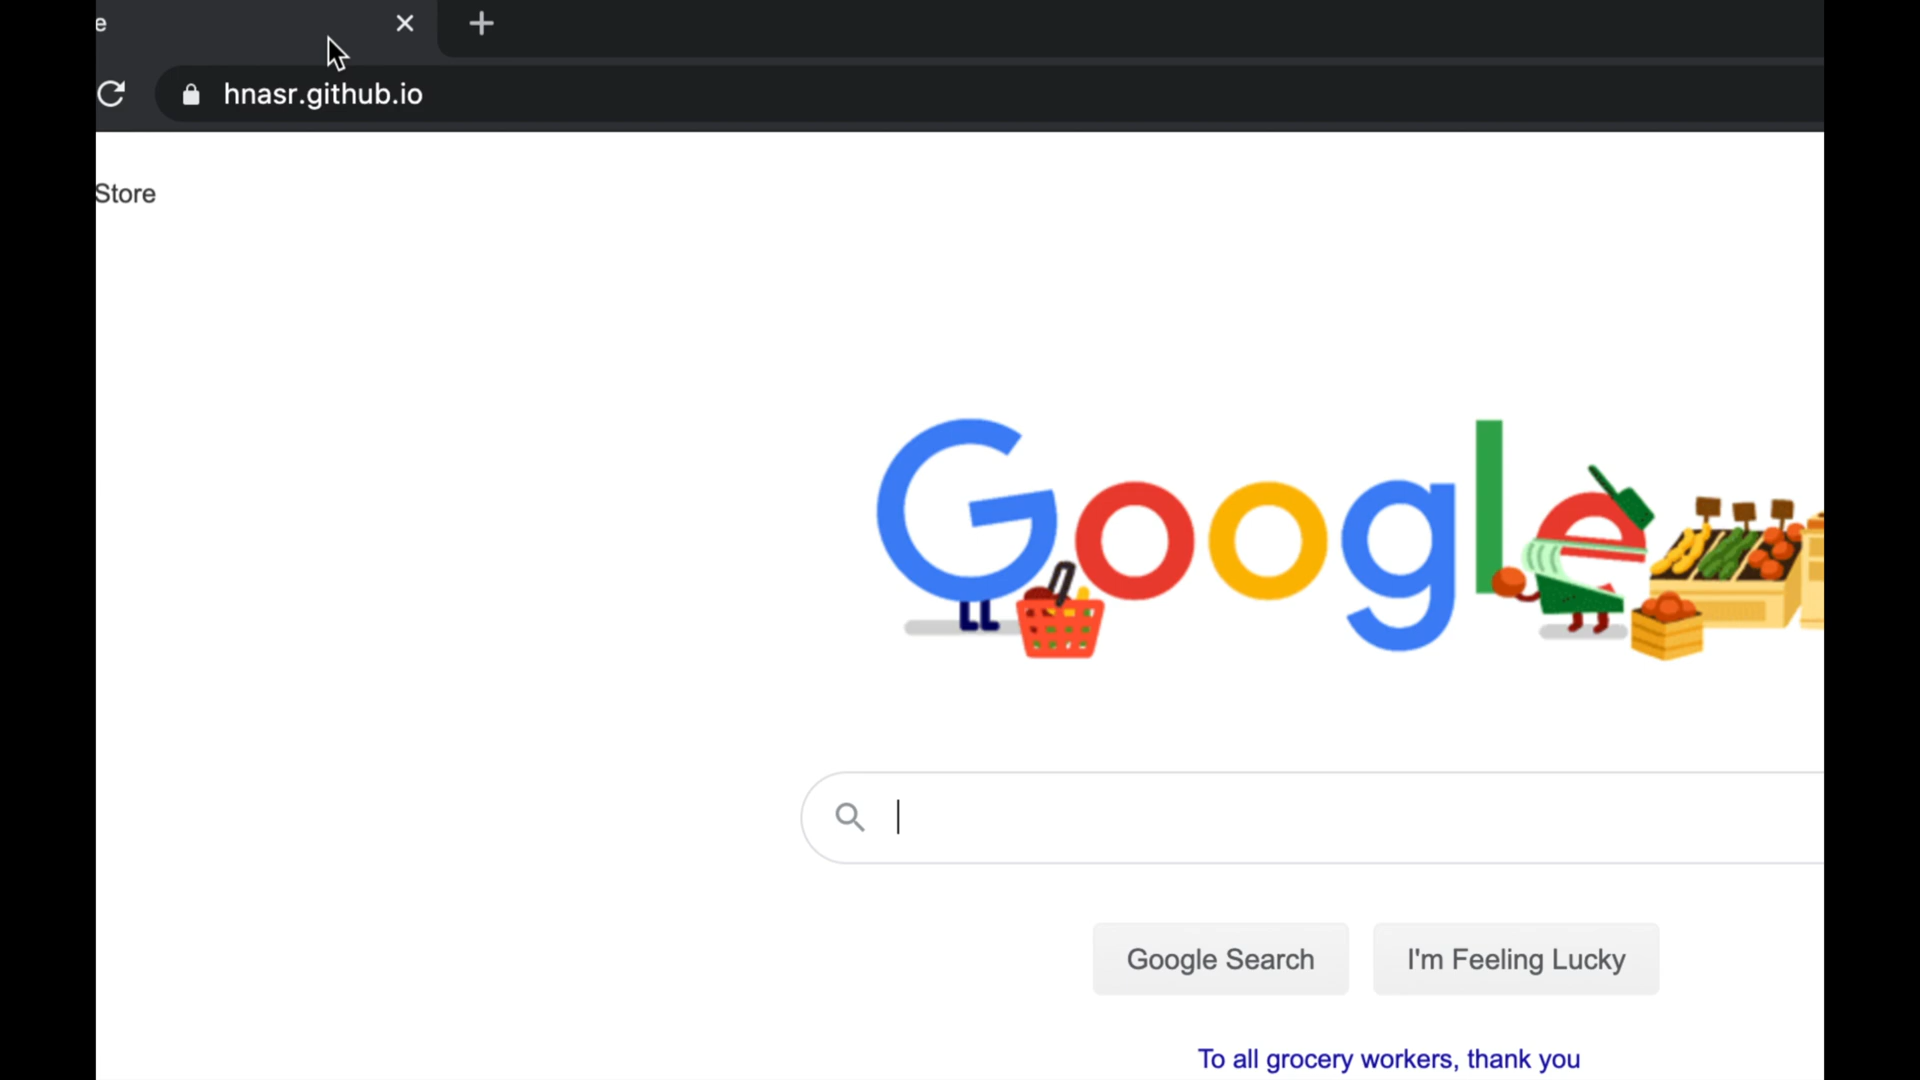 e
hnasr.github.io
Store
Google
Google Search
I'm Feeling Lucky
To all grocery workers, thank you